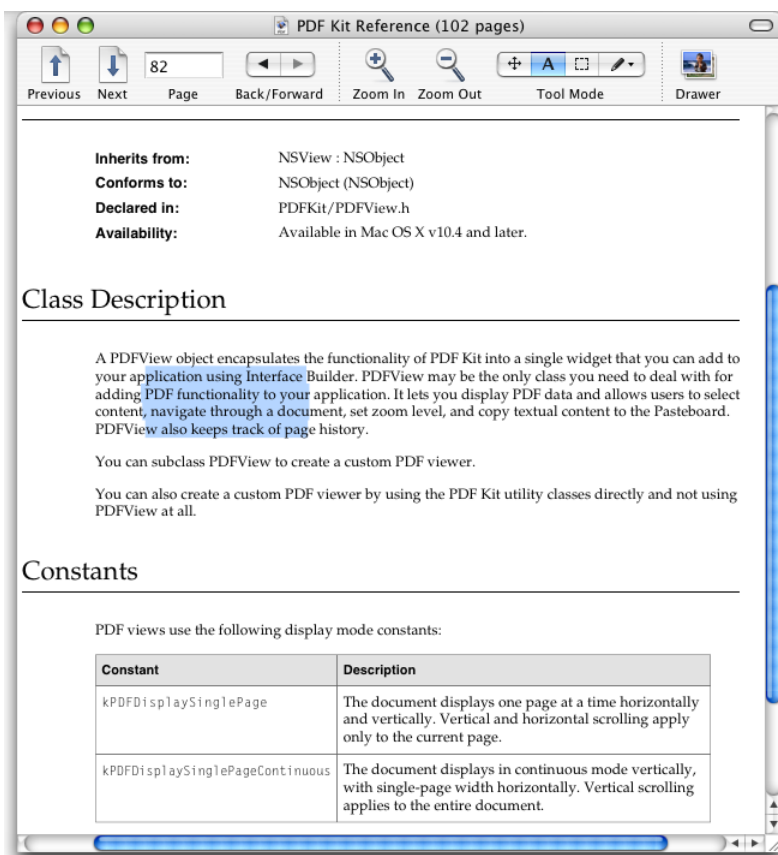 PDF Kit Reference (102 pages)
82
Previous Next Page Back/Forward Zoom In Zoom Out Tool Mode Drawer
A
Inherits from: NSView : NSObject
Conforms to: NSObject (NSObject)
Declared in: PDFKit/PDFView.h
Availability: Available in Mac OS X v10.4 and later.
Class Description
A PDFView object encapsulates the functionality of PDF Kit into a single widget that you can add to
your application using Interface Builder. PDFView may be the only class you need to deal with for
adding PDF functionality to your application. It lets you display PDF data and allows users to select
content, navigate through a document, set zoom level, and copy textual content to the Pasteboard.
PDFView also keeps track of page history.
You can subclass PDFView to create a custom PDF viewer.
You can also create a custom PDF viewer by using the PDF Kit utility classes directly and not using
PDFView at all.
Constants
PDF views use the following display mode constants:
Constant Description
kPDFDisplaySinglePage The document displays one page at a time horizontally
and vertically. Vertical and horizontal scrolling apply
only to the current page.
kPDFDisplaySinglePageContinuous The document displays in continuous mode vertically,
with single-page width horizontally. Vertical scrolling
applies to the entire document.